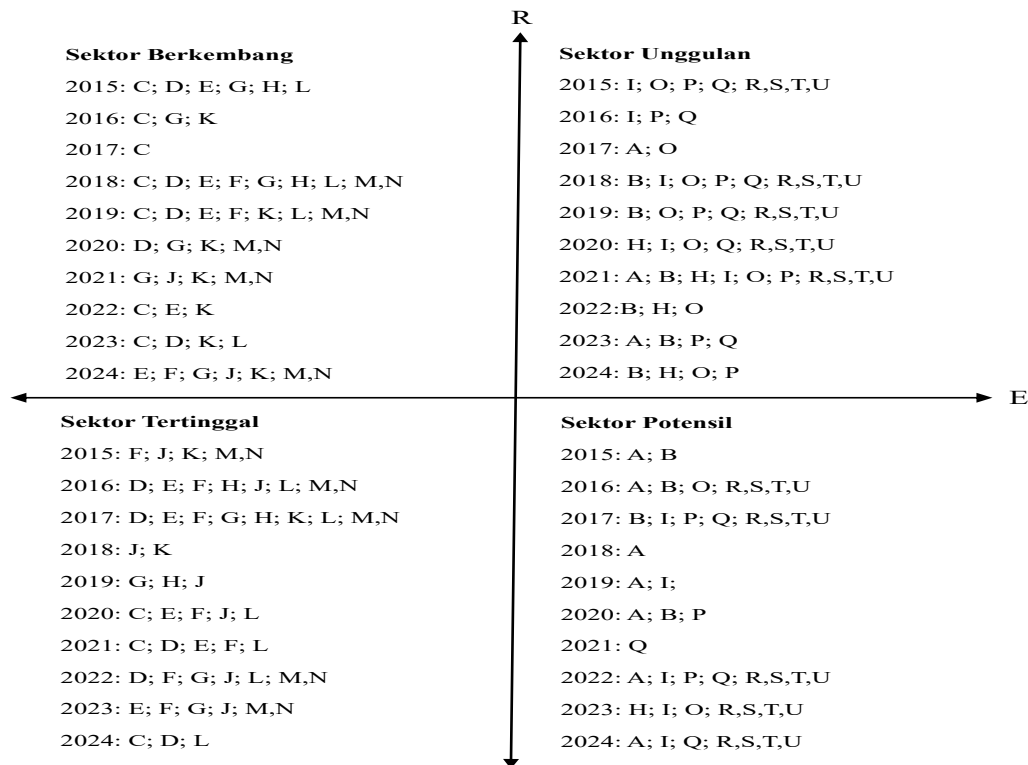 R
Sektor Berkembang
2015: C; D; E; G; H; L
2016: C; G; K
2017: C
2018: C; D; E; F; G; H; L; M,N
2019: C; D; E; F; K; L; M,N
2020: D; G; K; M,N
2021: G; J; K; M,N
2022: C; E; K
2023: C; D; K; L
2024: E; F; G; J; K; M,N
Sektor Unggulan
2015: I; O; P; Q; R,S,T,U
2016: I; P; Q
2017: A; O
2018: B; I; O; P; Q; R,S,T,U
2019: B; O; P; Q; R,S,T,U
2020: H; I; O; Q; R,S,T,U
2021: A; B; H; I; O; P; R,S,T,U
2022:B; H; O
2023: A; B; P; Q
2024: B; H; O; P
E
Sektor Tertinggal
2015: F; J; K; M,N
2016: D; E; F; H; J; L; M,N
2017: D; E; F; G; H; K; L; M,N
2018: J; K
2019: G; H; J
2020: C; E; F; J; L
2021: C; D; E; F; L
2022: D; F; G; J; L; M,N
2023: E; F; G; J; M,N
2024: C; D; L
Sektor Potensil
2015: A; B
2016: A; B; O; R,S,T,U
2017: B; I; P; Q; R,S,T,U
2018: A
2019: A; I;
2020: A; B; P
2021: Q
2022: A; I; P; Q; R,S,T,U
2023: H; I; O; R,S,T,U
2024: A; I; Q; R,S,T,U